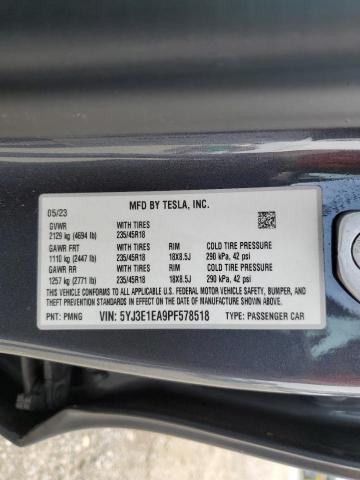 MFD BY TESLA, INC.
05/23
GVWR WITH TIRES
2129 kg (4694 lb) 235/45R18
GAWR FRT WITH TIRES RIM COLD TIRE PRESSURE
1110 kg (2447 lb) 235/45R18 18X8.5J 290 kPa, 42 psi
GAWR RR WITH TIRES RIM COLD TIRE PRESSURE
1257 kg (2771 lb) 235/45R18 18X8.5J 290 kPa, 42 psi
THIS VEHICLE CONFORMS TO ALL APPLICABLE
FEDERAL MOTOR VEHICLE SAFETY, BUMPER, AND
THEFT PREVENTION STANDARDS IN EFFECT ON THE
DATE OF MANUFACTURE SHOWN ABOVE.
PNT: PMNG VIN: 5YJ3E1EA9PF578518 TYPE: PASSENGER CAR